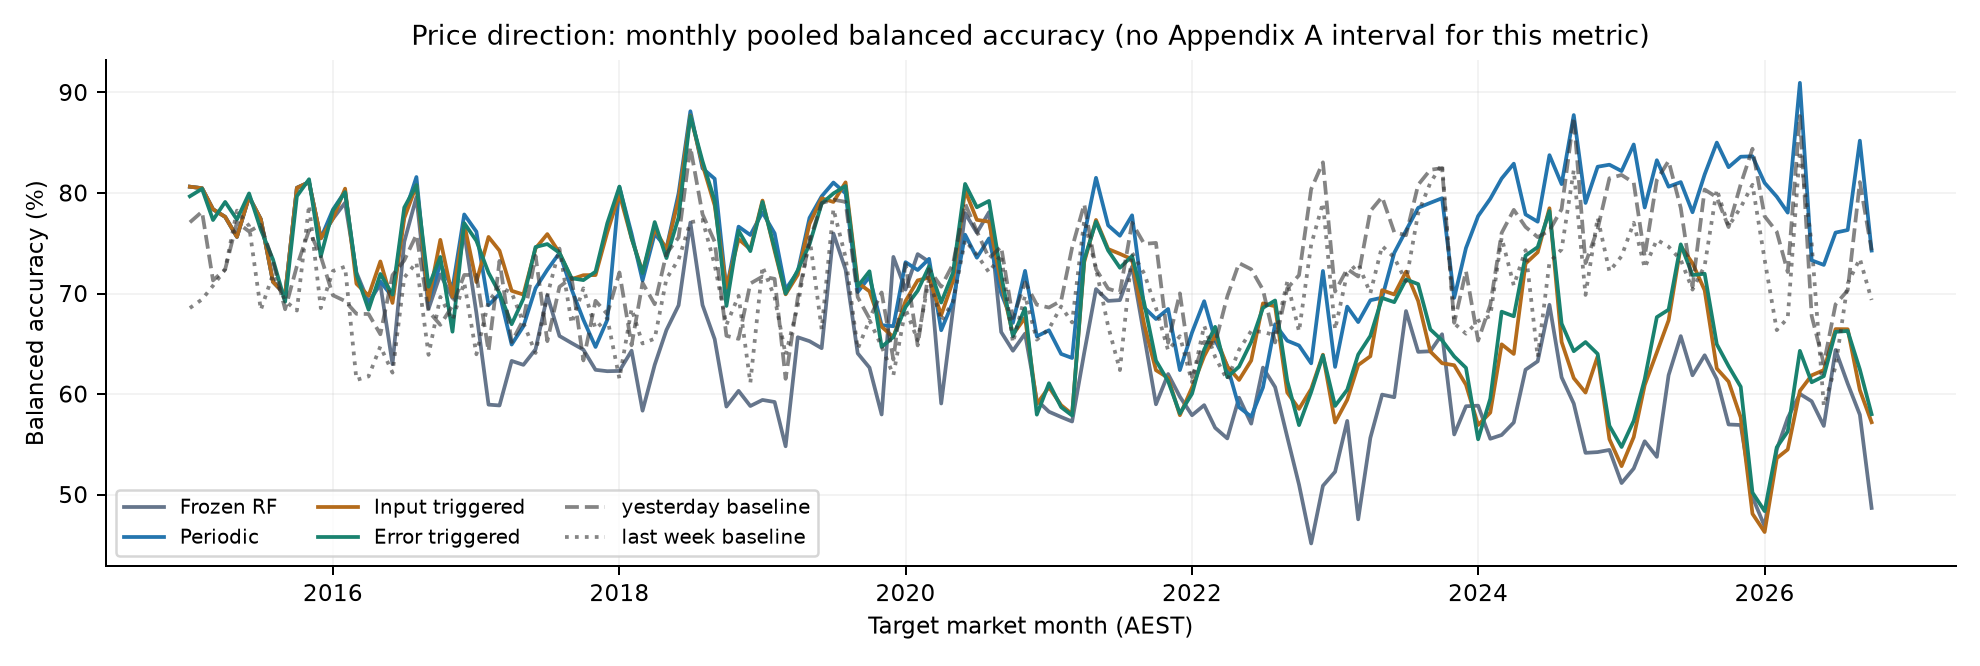 Price direction: monthly pooled balanced accuracy (no Appendix A interval for this metric)
Balanced accuracy (%)
90
80
70
60
50
Frozen RF
Periodic
Input triggered
Error triggered
yesterday baseline
last week baseline
2016
2018
2020
2022
2024
2026
Target market month (AEST)